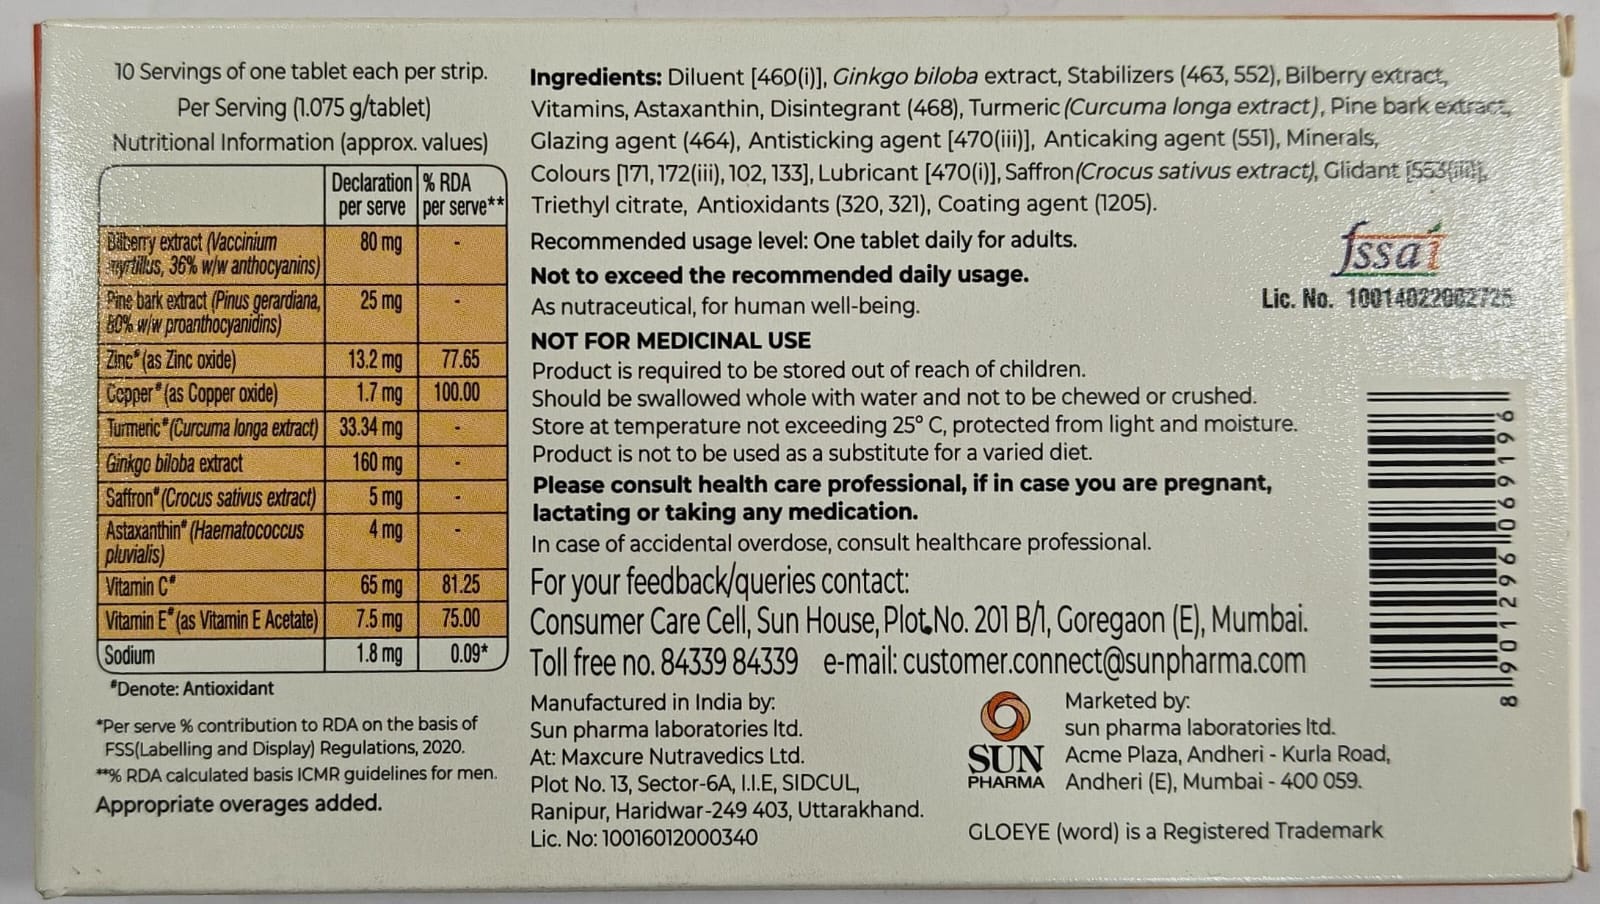 10 Servings of one tablet each per strip.
Per Serving (1.075 g/tablet)
Nutritional Information (approx. values)
Declaration per serve % RDA per serve**
Bilberry extract (Vaccinium myrtillus, 36% w/w anthocyanins) 80 mg -
Pine bark extract (Pinus gerardiana, 80% w/w proanthocyanidins) 25 mg -
Zinc# (as Zinc oxide) 13.2 mg 77.65
Copper# (as Copper oxide) 1.7 mg 100.00
Turmeric# (Curcuma longa extract) 33.34 mg -
Ginkgo biloba extract 160 mg -
Saffron# (Crocus sativus extract) 5 mg -
Astaxanthin# (Haematococcus pluvialis) 4 mg -
Vitamin C# 65 mg 81.25
Vitamin E# (as Vitamin E Acetate) 7.5 mg 75.00
Sodium 1.8 mg 0.09*
#Denote: Antioxidant
*Per serve % contribution to RDA on the basis of
FSS(Labelling and Display) Regulations, 2020.
**% RDA calculated basis ICMR guidelines for men.
Appropriate overages added.
Ingredients: Diluent [460(i)], Ginkgo biloba extract, Stabilizers (463, 552), Bilberry extract,
Vitamins, Astaxanthin, Disintegrant (468), Turmeric (Curcuma longa extract), Pine bark extract,
Glazing agent (464), Antisticking agent [470(iii)], Anticaking agent (551), Minerals,
Colours [171, 172(iii), 102, 133], Lubricant [470(i)], Saffron (Crocus sativus extract), Glidant [553(iii)],
Triethyl citrate, Antioxidants (320, 321), Coating agent (1205).
Recommended usage level: One tablet daily for adults.
Not to exceed the recommended daily usage.
As nutraceutical, for human well-being.
NOT FOR MEDICINAL USE
Product is required to be stored out of reach of children.
Should be swallowed whole with water and not to be chewed or crushed.
Store at temperature not exceeding 25° C, protected from light and moisture.
Product is not to be used as a substitute for a varied diet.
Please consult health care professional, if in case you are pregnant,
lactating or taking any medication.
In case of accidental overdose, consult healthcare professional.
For your feedback/queries contact:
Consumer Care Cell, Sun House, Plot No. 201 B/1, Goregaon (E), Mumbai.
Toll free no. 84339 84339 e-mail: customer.connect@sunpharma.com
Manufactured in India by:
Sun pharma laboratories ltd.
At: Maxcure Nutravedics Ltd.
Plot No. 13, Sector-6A, I.I.E, SIDCUL,
Ranipur, Haridwar-249 403, Uttarakhand.
Lic. No: 10016012000340
SUN
PHARMA
Marketed by:
sun pharma laboratories ltd.
Acme Plaza, Andheri - Kurla Road,
Andheri (E), Mumbai - 400 059.
GLOEYE (word) is a Registered Trademark
fssai
Lic. No. 10014022002725
8 901296 069196